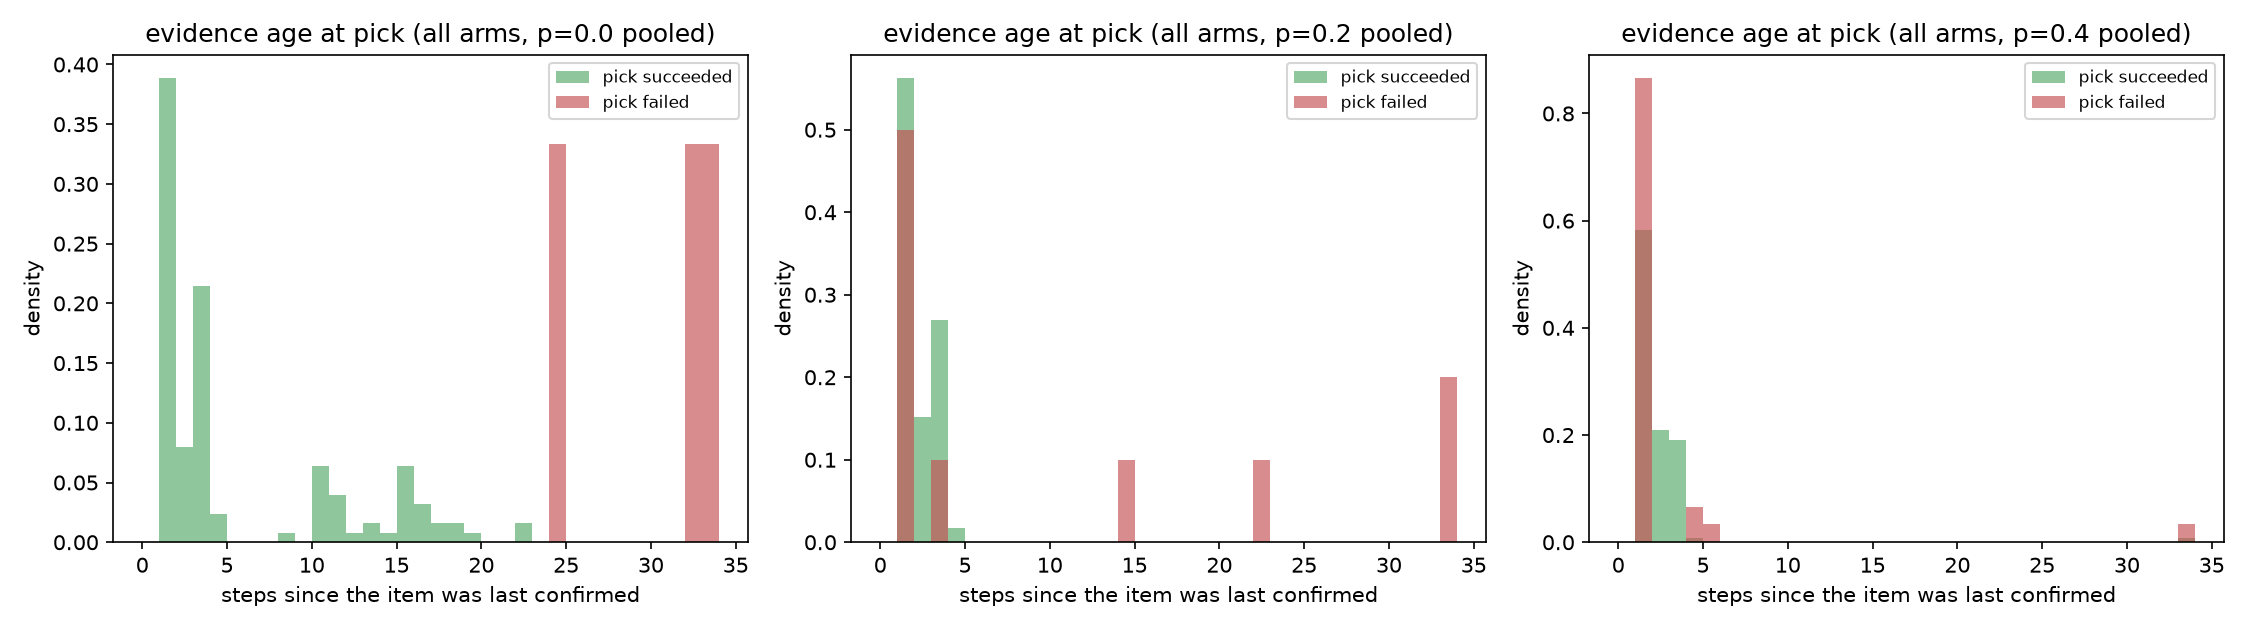 evidence age at pick (all arms, p=0.0 pooled)
pick succeeded
pick failed
0.40
0.35
0.30
0.25
0.20
0.15
0.10
0.05
0.00
density
0 5 10 15 20 25 30 35
steps since the item was last confirmed
evidence age at pick (all arms, p=0.2 pooled)
pick succeeded
pick failed
0.5
0.4
0.3
0.2
0.1
0.0
density
0 5 10 15 20 25 30 35
steps since the item was last confirmed
evidence age at pick (all arms, p=0.4 pooled)
pick succeeded
pick failed
0.8
0.6
0.4
0.2
0.0
density
0 5 10 15 20 25 30 35
steps since the item was last confirmed